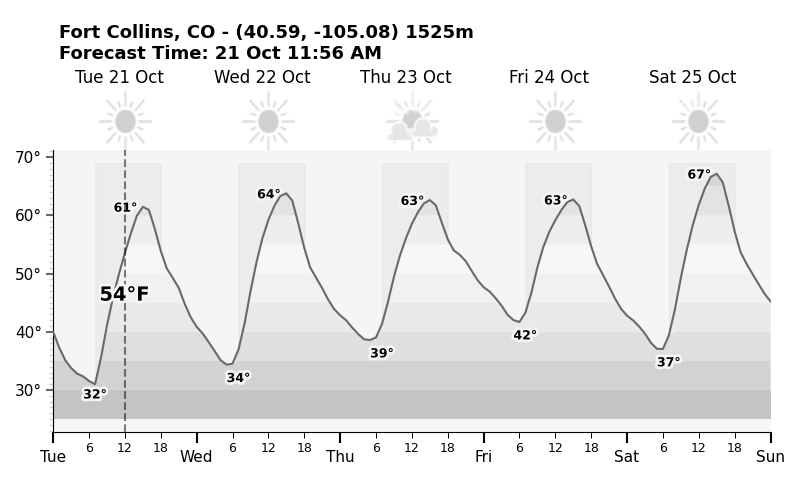 Fort Collins, CO - (40.59, -105.08) 1525m
Forecast Time: 21 Oct 11:56 AM
Tue 21 Oct Wed 22 Oct Thu 23 Oct Fri 24 Oct Sat 25 Oct
70°
67°
64°
63° 63°
61°
60°
50°
54°F
40°
42°
39°
37°
34°
32°
30°
6 12 18 6 12 18 6 12 18 6 12 18 6 12 18
Tue Wed Thu Fri Sat Sun